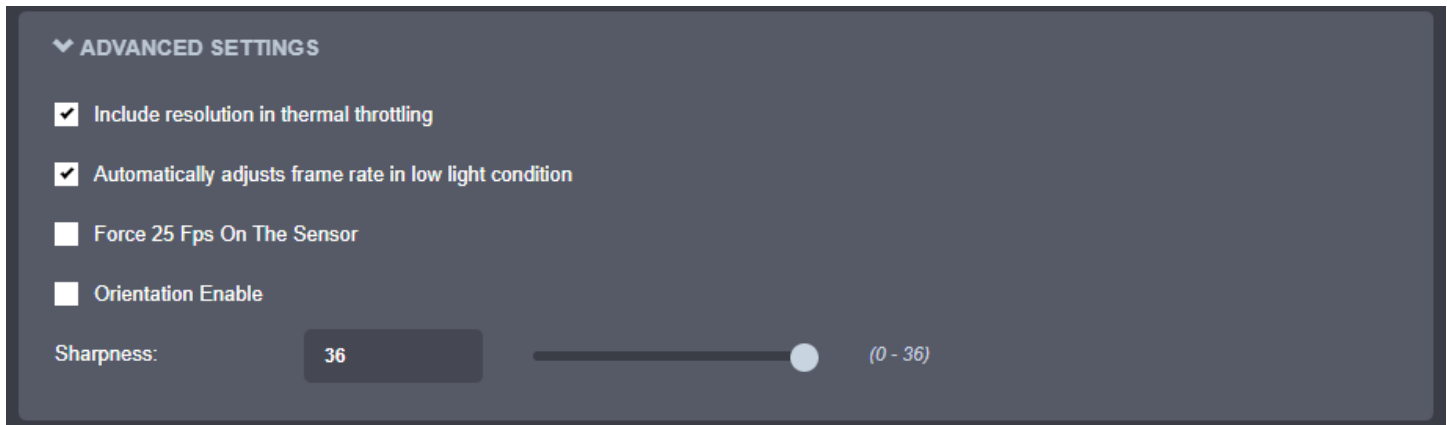 ADVANCED SETTINGS
Include resolution in thermal throttling
Automatically adjusts frame rate in low light condition
Force 25 Fps On The Sensor
Orientation Enable
Sharpness: 36 (0 - 36)